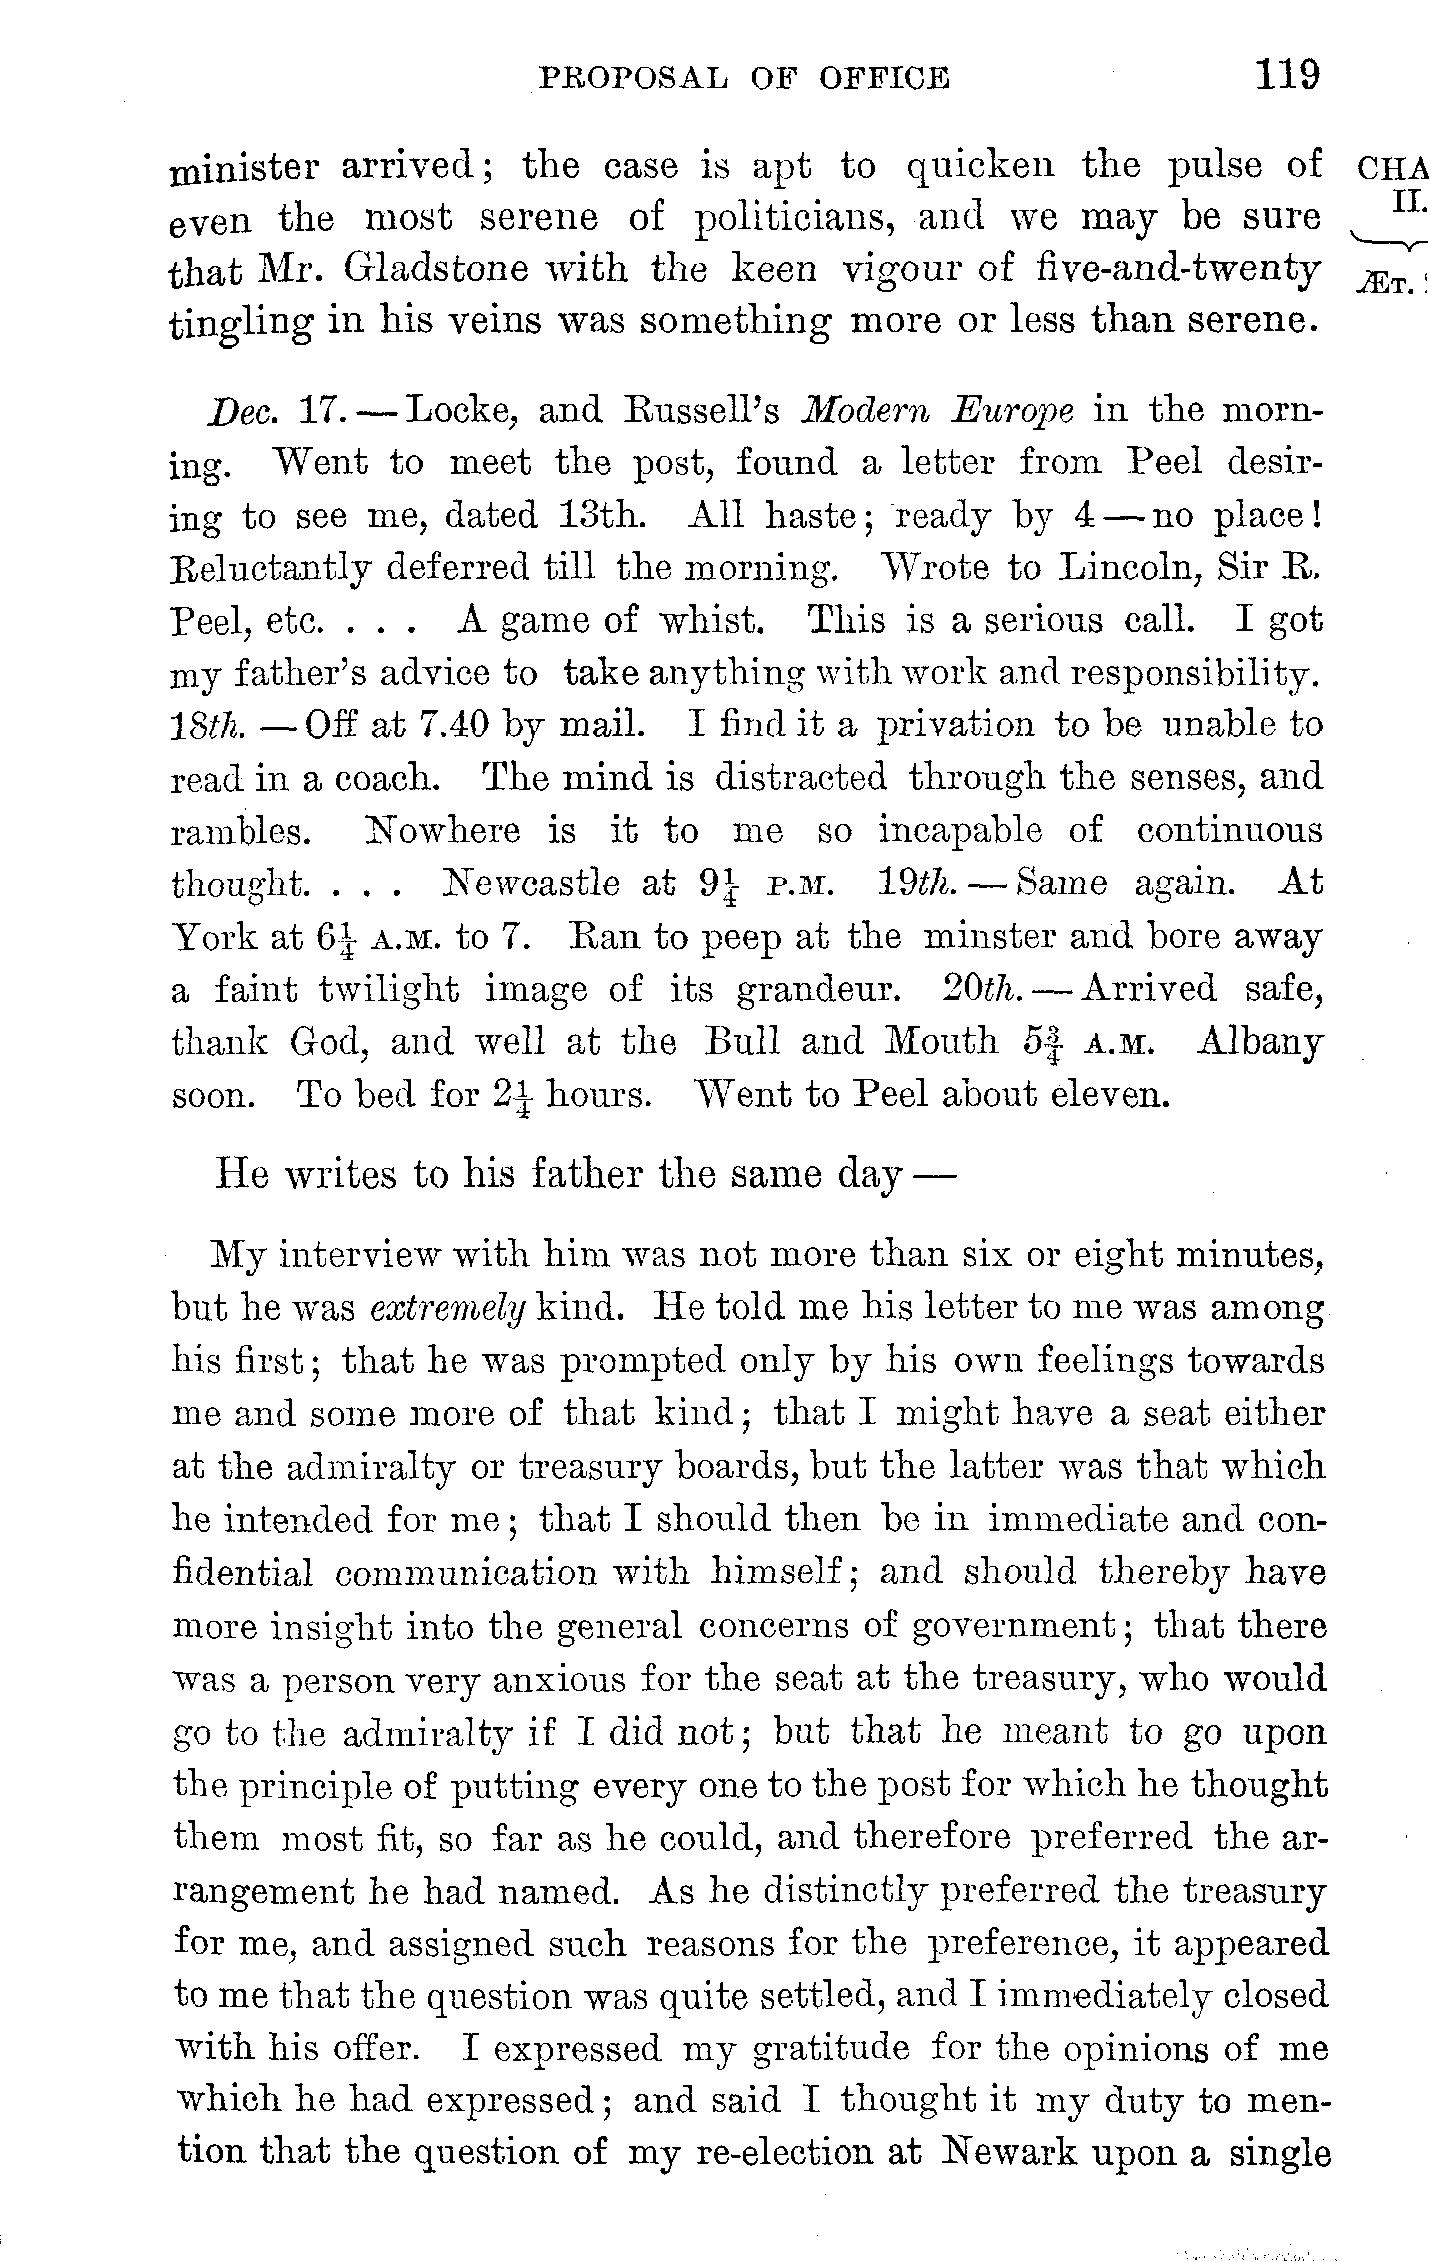 PROPOSAL OF OFFICE 119
minister arrived; the case is apt to quicken the pulse of
even the most serene of politicians, and we may be sure
that Mr. Gladstone with the keen vigour of five-and-twenty
tingling in his veins was something more or less than serene.
CHA
II.
ÆT.
Dec. 17. — Locke, and Russell's Modern Europe in the morn-
ing. Went to meet the post, found a letter from Peel desir-
ing to see me, dated 13th. All haste; ready by 4 — no place!
Reluctantly deferred till the morning. Wrote to Lincoln, Sir R.
Peel, etc. . . . A game of whist. This is a serious call. I got
my father's advice to take anything with work and responsibility.
18th. — Off at 7.40 by mail. I find it a privation to be unable to
read in a coach. The mind is distracted through the senses, and
rambles. Nowhere is it to me so incapable of continuous
thought. . . . Newcastle at 9¼ P.M. 19th. — Same again. At
York at 6¼ A.M. to 7. Ran to peep at the minster and bore away
a faint twilight image of its grandeur. 20th. — Arrived safe,
thank God, and well at the Bull and Mouth 5¾ A.M. Albany
soon. To bed for 2¼ hours. Went to Peel about eleven.
He writes to his father the same day —
My interview with him was not more than six or eight minutes,
but he was extremely kind. He told me his letter to me was among
his first; that he was prompted only by his own feelings towards
me and some more of that kind; that I might have a seat either
at the admiralty or treasury boards, but the latter was that which
he intended for me; that I should then be in immediate and con-
fidential communication with himself; and should thereby have
more insight into the general concerns of government; that there
was a person very anxious for the seat at the treasury, who would
go to the admiralty if I did not; but that he meant to go upon
the principle of putting every one to the post for which he thought
them most fit, so far as he could, and therefore preferred the ar-
rangement he had named. As he distinctly preferred the treasury
for me, and assigned such reasons for the preference, it appeared
to me that the question was quite settled, and I immediately closed
with his offer. I expressed my gratitude for the opinions of me
which he had expressed; and said I thought it my duty to men-
tion that the question of my re-election at Newark upon a single